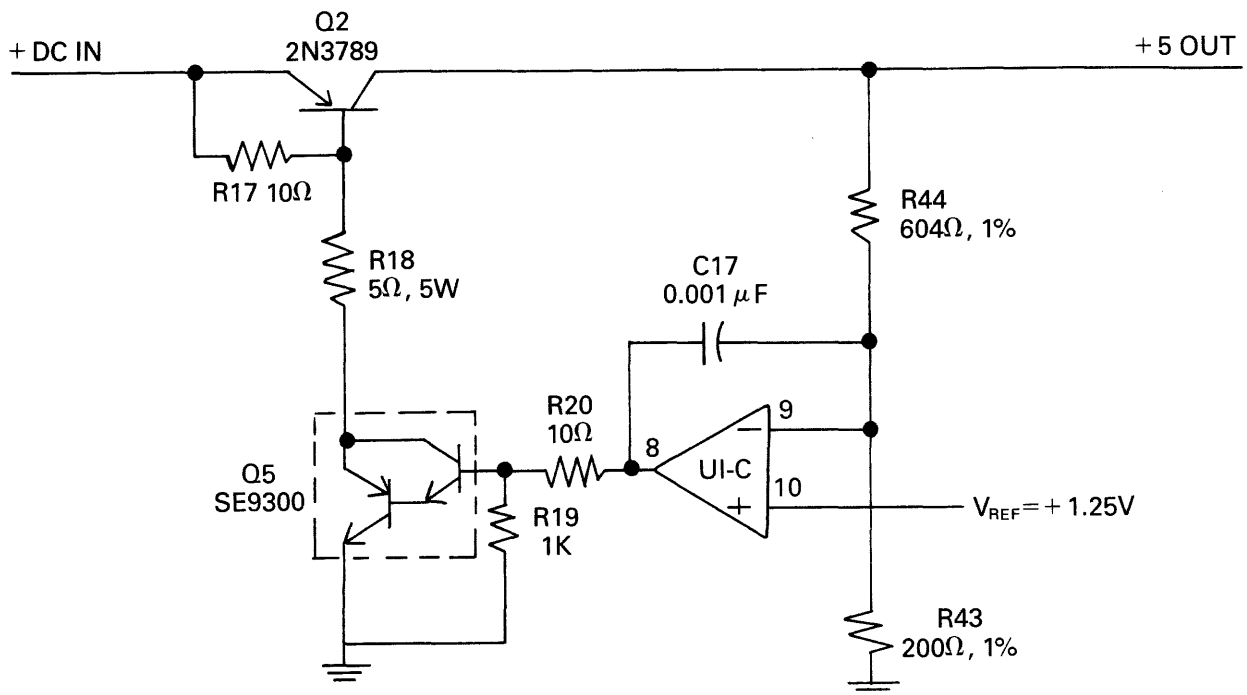 Q2
2N3789
+ DC IN
+5 OUT
R17 10Ω
R44
604Ω, 1%
R18
5Ω, 5W
C17
0.001 μF
R20
10Ω
8
9
UI-C
10
−
+
Q5
SE9300
R19
1K
VREF=+1.25V
R43
200Ω, 1%